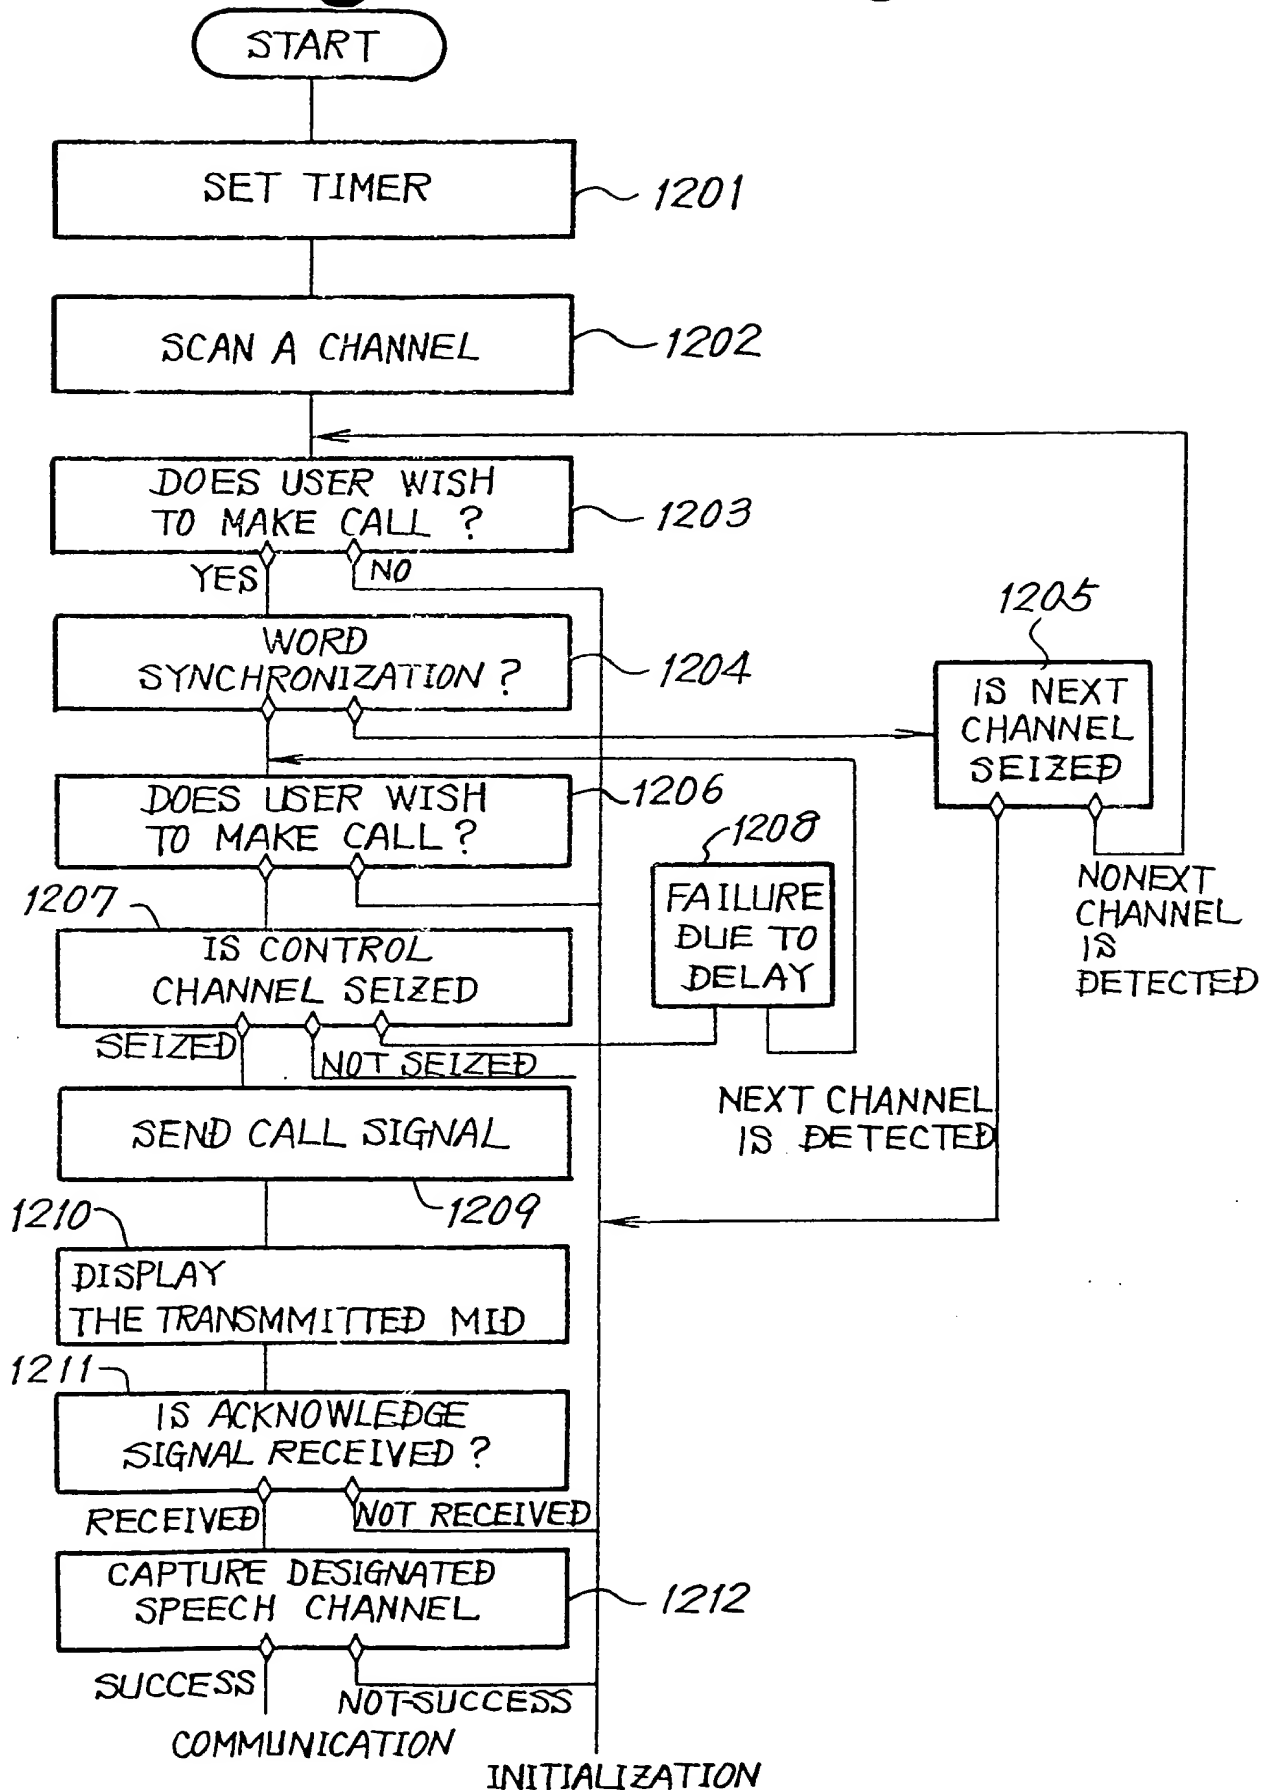 START
SET TIMER
1201
SCAN A CHANNEL
1202
DOES USER WISH
TO MAKE CALL ?
1203
YES
NO
WORD
SYNCHRONIZATION ?
1204
1205
IS NEXT
CHANNEL
SEIZED
DOES USER WISH
TO MAKE CALL ?
1206
1208
FAILURE
DUE TO
DELAY
NONEXT
CHANNEL
IS
DETECTED
1207
IS CONTROL
CHANNEL SEIZED
SEIZED
NOT SEIZED
NEXT CHANNEL
IS DETECTED
SEND CALL SIGNAL
1209
1210
DISPLAY
THE TRANSMMITTED MID
1211
IS ACKNOWLEDGE
SIGNAL RECEIVED ?
RECEIVED
NOT RECEIVED
CAPTURE DESIGNATED
SPEECH CHANNEL
1212
SUCCESS
NOT-SUCCESS
COMMUNICATION
INITIALIZATION